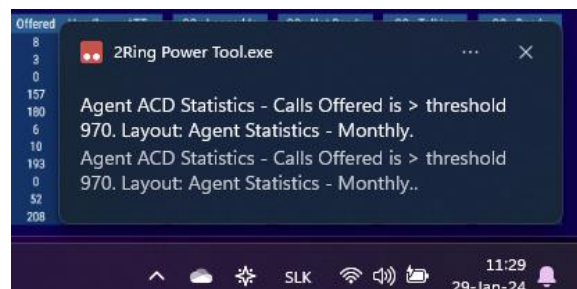 Offered
8
3
0
157
180
6
10
193
0
52
208
2Ring Power Tool.exe
Agent ACD Statistics - Calls Offered is > threshold
970. Layout: Agent Statistics - Monthly.
Agent ACD Statistics - Calls Offered is > threshold
970. Layout: Agent Statistics - Monthly..
SLK
11:29
29-Jan-24